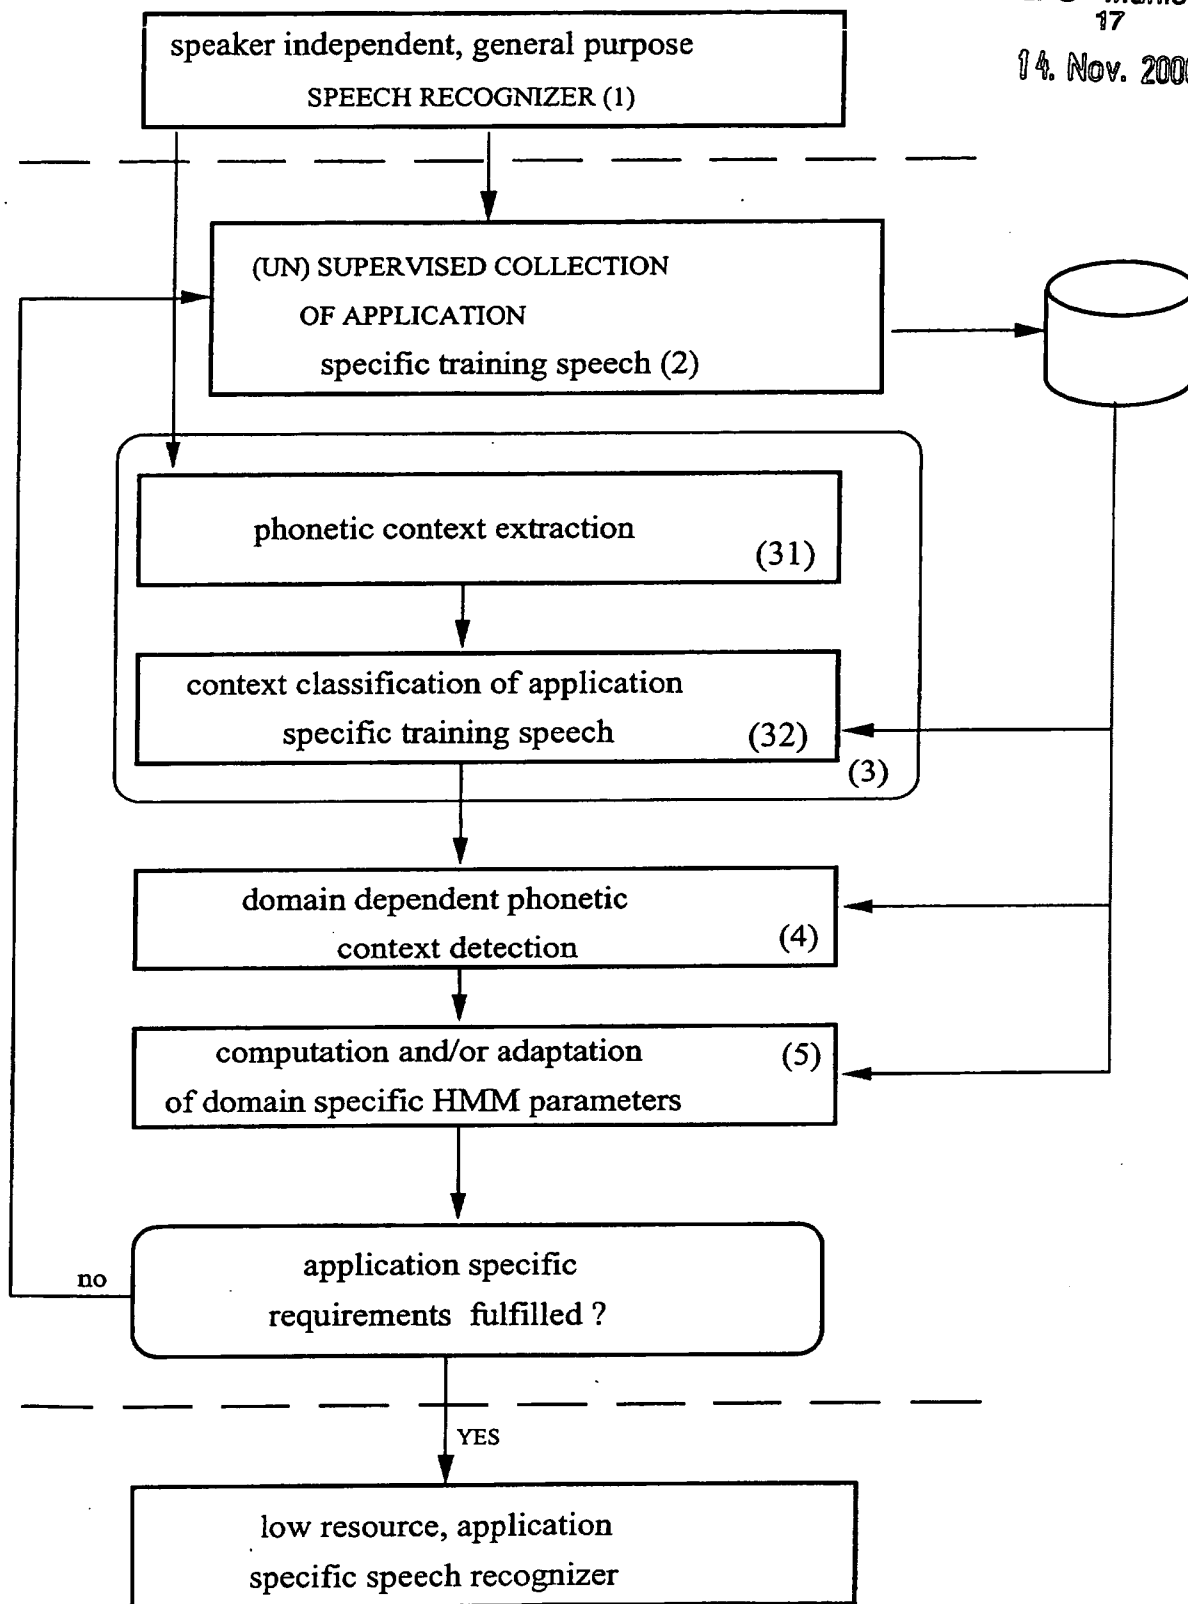 17
14. Nov. 200
speaker independent, general purpose
SPEECH RECOGNIZER (1)
(UN) SUPERVISED COLLECTION
OF APPLICATION
specific training speech (2)
phonetic context extraction
(31)
context classification of application
specific training speech (32)
(3)
domain dependent phonetic
context detection (4)
computation and/or adaptation (5)
of domain specific HMM parameters
application specific
no
requirements fulfilled ?
YES
low resource, application
specific speech recognizer